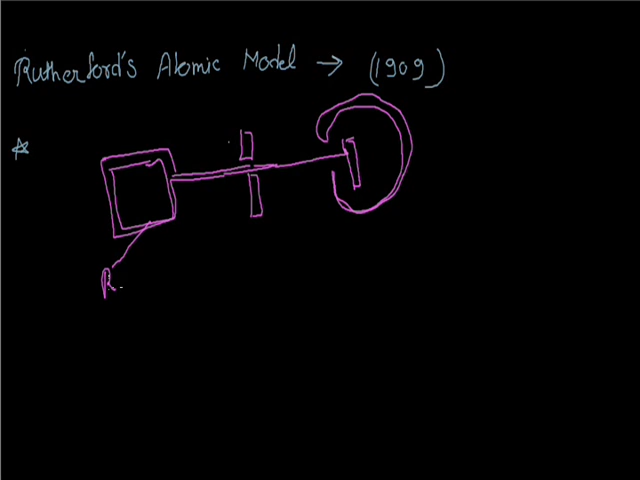 Rutherford's Atomic Model → (1909)
R